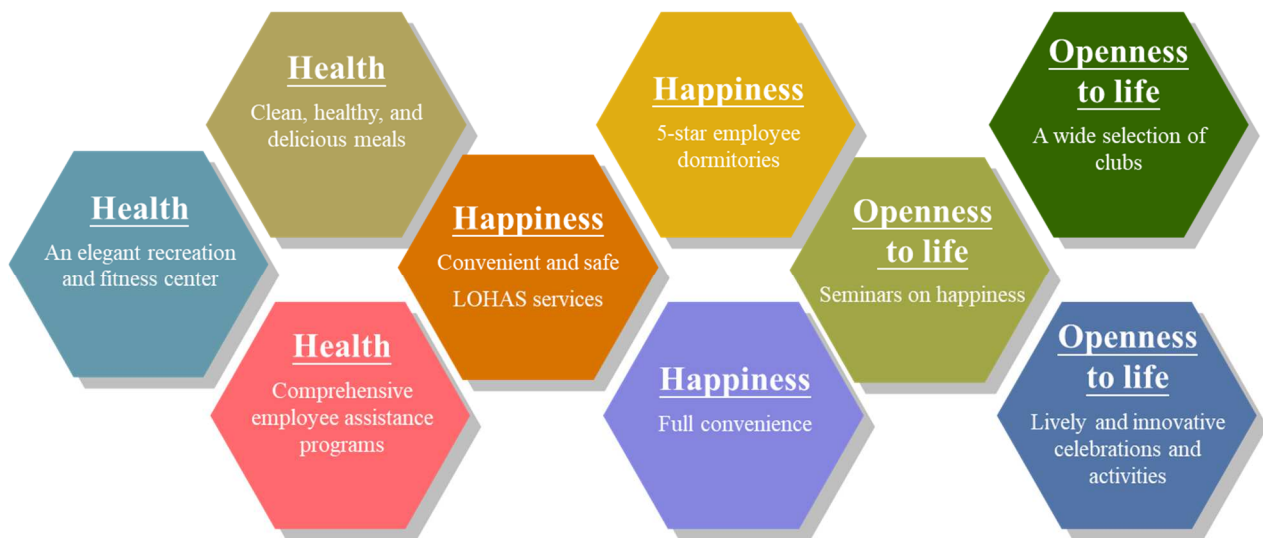 Health
Clean, healthy, and
delicious meals
Happiness
5-star employee
dormitories
Openness
to life
A wide selection of
clubs
Health
An elegant recreation
and fitness center
Happiness
Convenient and safe
LOHAS services
Openness
to life
Seminars on happiness
Health
Comprehensive
employee assistance
programs
Happiness
Full convenience
Openness
to life
Lively and innovative
celebrations and
activities